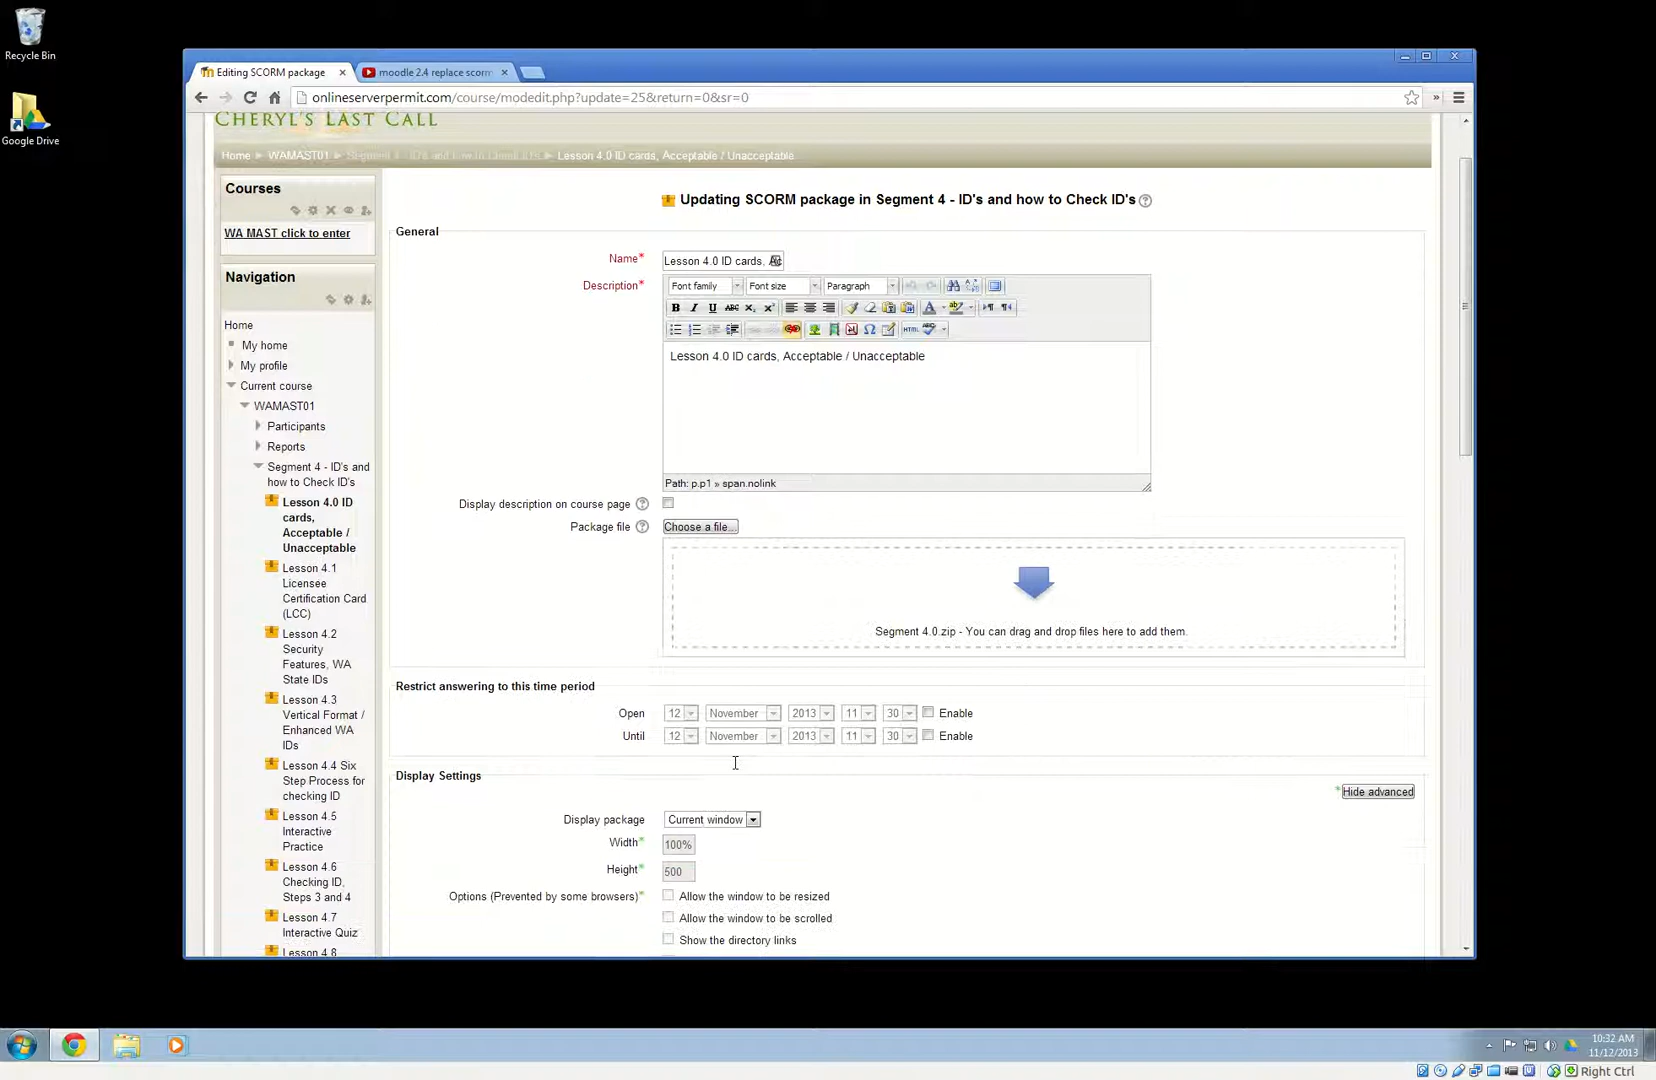 Recycle Bin
Google Drive
Editing SCORM package
moodle 2.4 replace scorm
onlineserverpermit.com/course/modedit.php?update=25&return=0&sr=0
CHERYL'S LAST CALL
Home
WAMAST01
Segment 4 - ID's and how to Check ID's
Lesson 4.0 ID cards, Acceptable / Unacceptable
Courses
WA MAST click to enter
Navigation
Home
My home
My profile
Current course
WAMAST01
Participants
Reports
Segment 4 - ID's and
how to Check ID's
Lesson 4.0 ID
cards,
Acceptable /
Unacceptable
Lesson 4.1
Licensee
Certification Card
(LCC)
Lesson 4.2
Security
Features, WA
State IDs
Lesson 4.3
Vertical Format /
Enhanced WA
IDs
Lesson 4.4 Six
Step Process for
checking ID
Lesson 4.5
Interactive
Practice
Lesson 4.6
Checking ID,
Steps 3 and 4
Lesson 4.7
Interactive Quiz
Lesson 4.8
Updating SCORM package in Segment 4 - ID's and how to Check ID's
General
Name*
Lesson 4.0 ID cards,
Description*
Font family
Font size
Paragraph
B I U ABC
HTML
Lesson 4.0 ID cards, Acceptable / Unacceptable
Path: p.p1 » span.nolink
Display description on course page
Package file
Choose a file...
Segment 4.0.zip - You can drag and drop files here to add them.
Restrict answering to this time period
Open 12 November 2013 11 30 Enable
Until 12 November 2013 11 30 Enable
Display Settings
* Hide advanced
Display package Current window
Width* 100%
Height* 500
Options (Prevented by some browsers)* Allow the window to be resized
Allow the window to be scrolled
Show the directory links
10:32 AM
11/12/2013
Right Ctrl